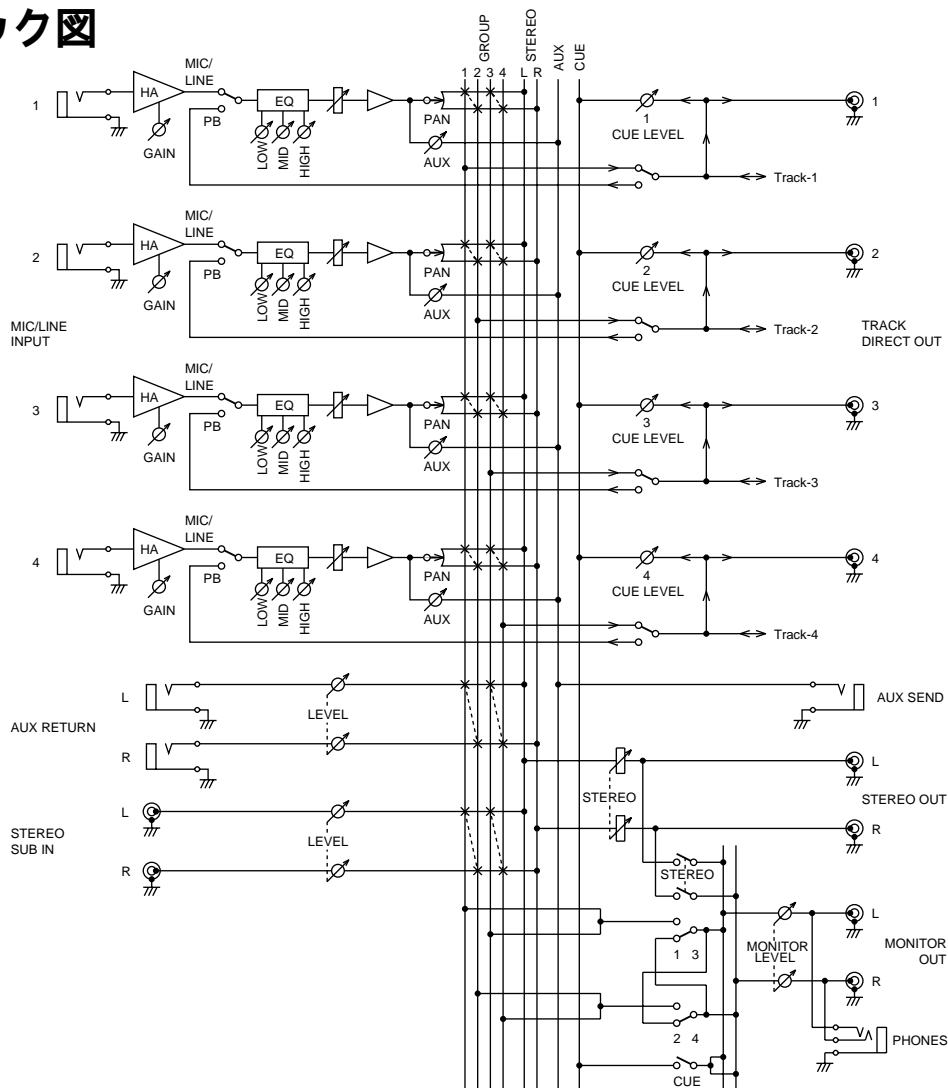 ック図
GROUP
STEREO
AUX
CUE
1 2 3 4 L R
MIC/
LINE
1
HA
EQ
PB
PAN
1
CUE LEVEL
1
GAIN
LOW
MID
HIGH
AUX
Track-1
MIC/
LINE
2
HA
EQ
PB
PAN
2
CUE LEVEL
2
GAIN
LOW
MID
HIGH
AUX
Track-2
MIC/LINE
INPUT
TRACK
DIRECT OUT
MIC/
LINE
3
HA
EQ
PB
PAN
3
CUE LEVEL
3
GAIN
LOW
MID
HIGH
AUX
Track-3
MIC/
LINE
4
HA
EQ
PB
PAN
4
CUE LEVEL
4
GAIN
LOW
MID
HIGH
AUX
Track-4
AUX RETURN
L
R
LEVEL
AUX SEND
STEREO
SUB IN
L
R
LEVEL
STEREO
L
STEREO OUT
R
STEREO
MONITOR
LEVEL
L
MONITOR
OUT
R
1 3
2 4
PHONES
CUE